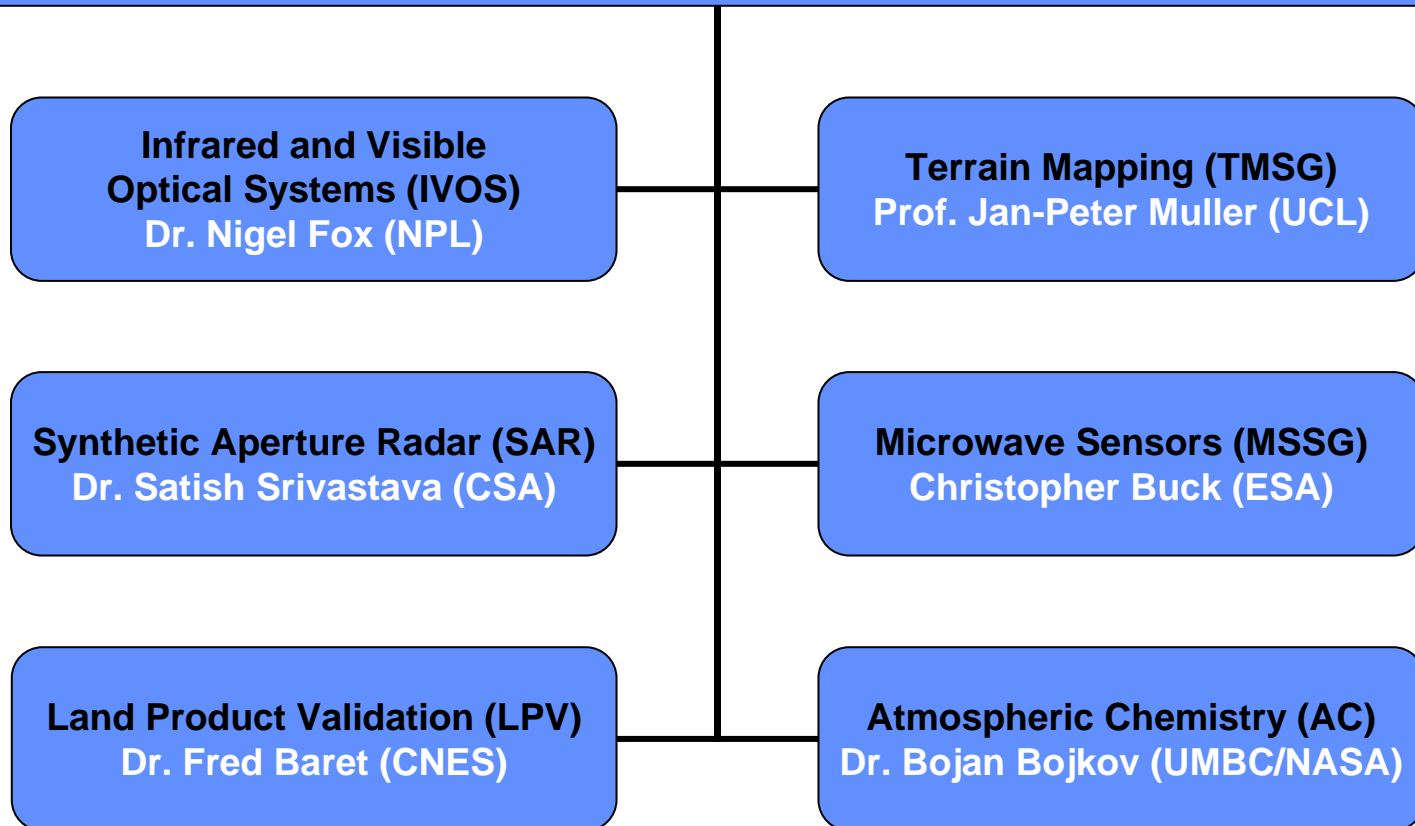 Infrared and Visible
Optical Systems (IVOS)
Dr. Nigel Fox (NPL)
Terrain Mapping (TMSG)
Prof. Jan-Peter Muller (UCL)
Synthetic Aperture Radar (SAR)
Dr. Satish Srivastava (CSA)
Microwave Sensors (MSSG)
Christopher Buck (ESA)
Land Product Validation (LPV)
Dr. Fred Baret (CNES)
Atmospheric Chemistry (AC)
Dr. Bojan Bojkov (UMBC/NASA)